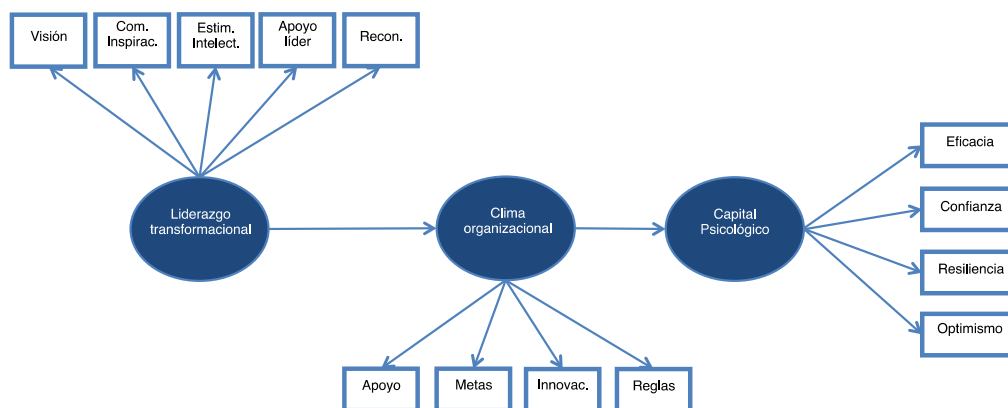 Visión
Com.
Inspirac.
Estim.
Intelect.
Apoyo
líder
Recon.
Liderazgo
transformacional
Clima
organizacional
Capital
Psicológico
Eficacia
Confianza
Resiliencia
Optimismo
Apoyo
Metas
Innovac.
Reglas